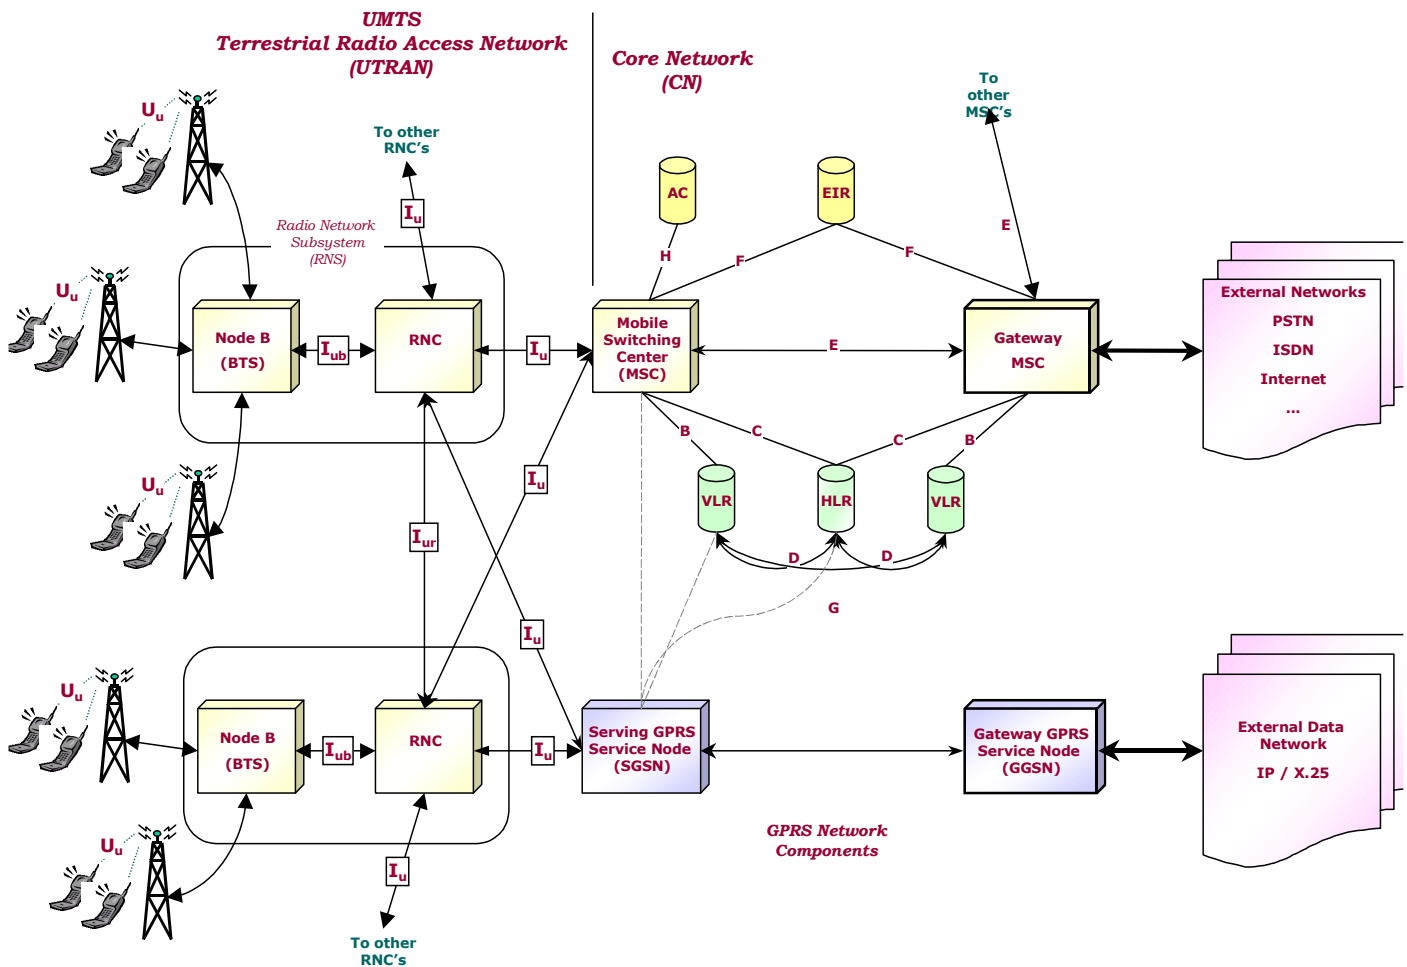 UMTS
Terrestrial Radio Access Network
(UTRAN)
Core Network
(CN)
To
other
MSC's
Uu
To other
RNC's
AC
EIR
Iu
Radio Network
Subsystem
(RNS)
H
F
F
E
Uu
Node B
(BTS)
Iub
RNC
Iu
Mobile
Switching
Center
(MSC)
E
Gateway
MSC
External Networks
PSTN
ISDN
Internet
...
B
C
C
B
Uu
Iu
VLR
HLR
VLR
Iur
D
D
G
Iu
Uu
Node B
(BTS)
Iub
RNC
Iu
Serving GPRS
Service Node
(SGSN)
Gateway GPRS
Service Node
(GGSN)
External Data
Network
IP / X.25
Uu
Iu
GPRS Network
Components
To other
RNC's